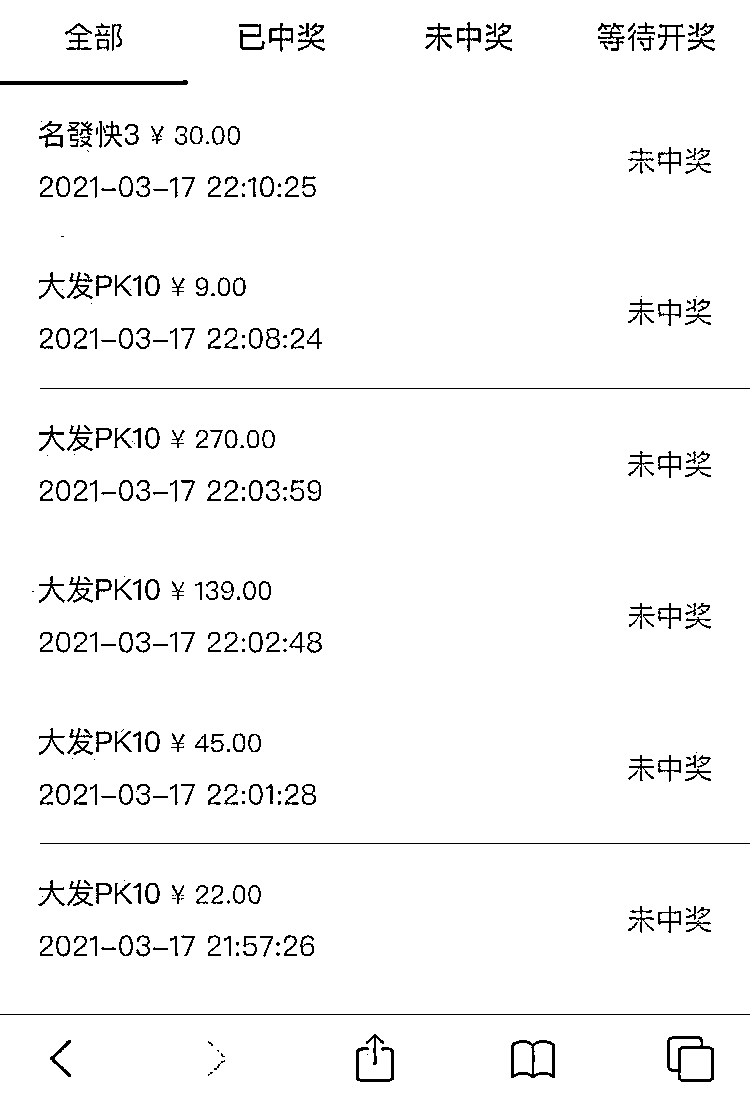 全部 已中奖 未中奖 等待开奖
名發快3 ¥ 30.00
未中奖
2021-03-17 22:10:25
大发PK10 ¥ 9.00
未中奖
2021-03-17 22:08:24
大发PK10 ¥ 270.00
未中奖
2021-03-17 22:03:59
大发PK10 ¥ 139.00
未中奖
2021-03-17 22:02:48
大发PK10 ¥ 45.00
未中奖
2021-03-17 22:01:28
大发PK10 ¥ 22.00
未中奖
2021-03-17 21:57:26